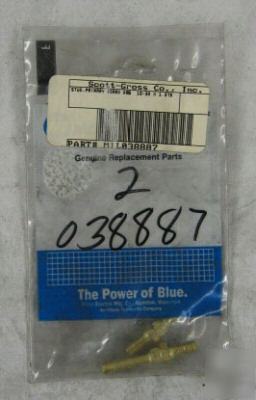 Scott-Gross Co., Inc.
PART# MIL038887
Genuine Replacement Parts
2
038887
The Power of Blue.